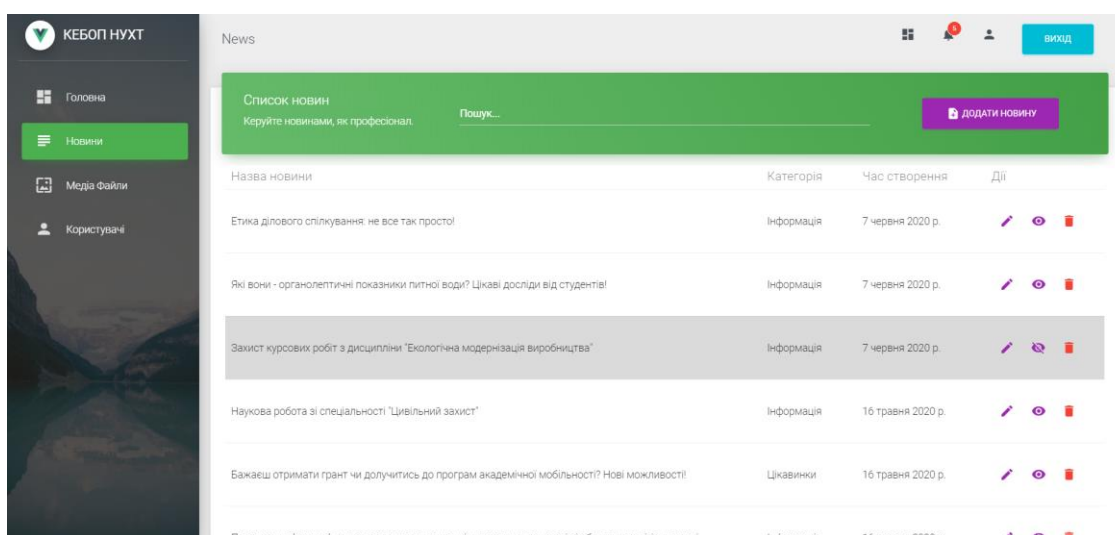 КЕБОП НУХТ
News
5
ВИХІД
Головна
Новини
Медіа Файли
Користувачі
Список новин
Керуйте новинами, як професіонал.
Пошук...
ДОДАТИ НОВИНУ
Назва новини Категорія Час створення Дії
Етика ділового спілкування: не все так просто! Інформація 7 червня 2020 р.
Які вони - органолептичні показники питної води? Цікаві досліди від студентів! Інформація 7 червня 2020 р.
Захист курсових робіт з дисципліни "Екологічна модернізація виробництва" Інформація 7 червня 2020 р.
Наукова робота зі спеціальності "Цивільний захист" Інформація 16 травня 2020 р.
Бажаєш отримати грант чи долучитись до програм академічної мобільності? Нові можливості! Цікавинки 16 травня 2020 р.